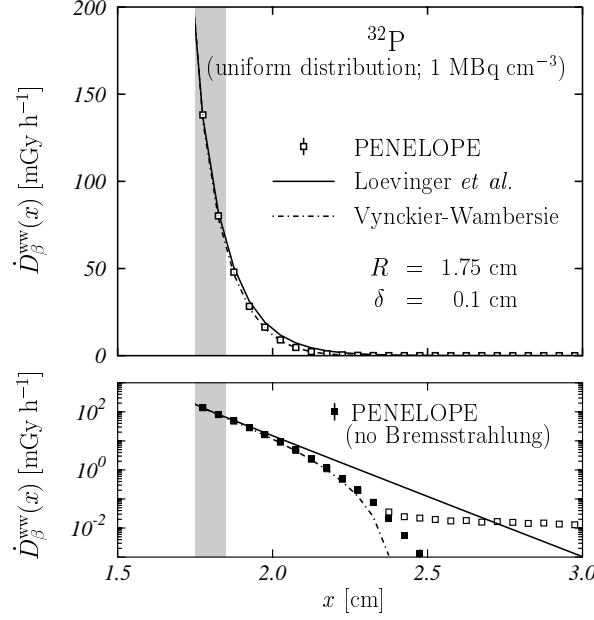 200
150
100
50
0
Ḋ_β^ww(x) [mGy h⁻¹]
³²P
(uniform distribution; 1 MBq cm⁻³)
PENELOPE
Loevinger et al.
Vynckier-Wambersie
R = 1.75 cm
δ = 0.1 cm
10²
10⁰
10⁻²
Ḋ_β^ww(x) [mGy h⁻¹]
PENELOPE
(no Bremsstrahlung)
1.5 2.0 2.5 3.0
x [cm]